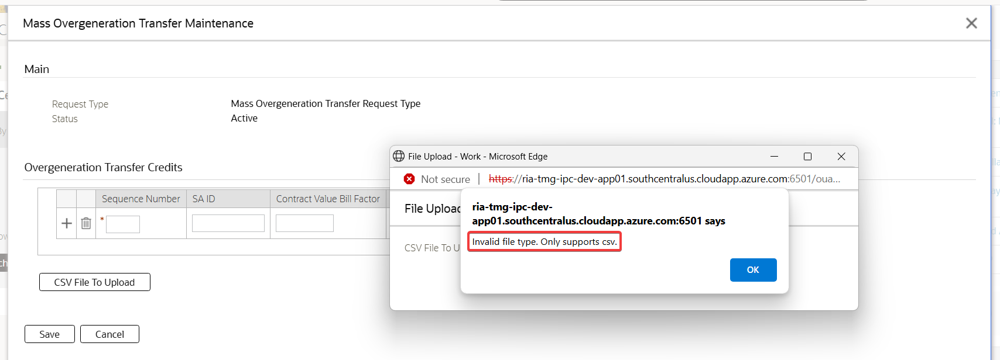 Mass Overgeneration Transfer Maintenance
Main
Request Type
Mass Overgeneration Transfer Request Type
Status
Active
Overgeneration Transfer Credits
Sequence Number
SA ID
Contract Value Bill Factor
*
CSV File To Upload
Save
Cancel
File Upload - Work - Microsoft Edge
Not secure
https://ria-tmg-ipc-dev-app01.southcentralus.cloudapp.azure.com:6501/oua...
File Upload
CSV File To U
ria-tmg-ipc-dev-
app01.southcentralus.cloudapp.azure.com:6501 says
Invalid file type. Only supports csv.
OK